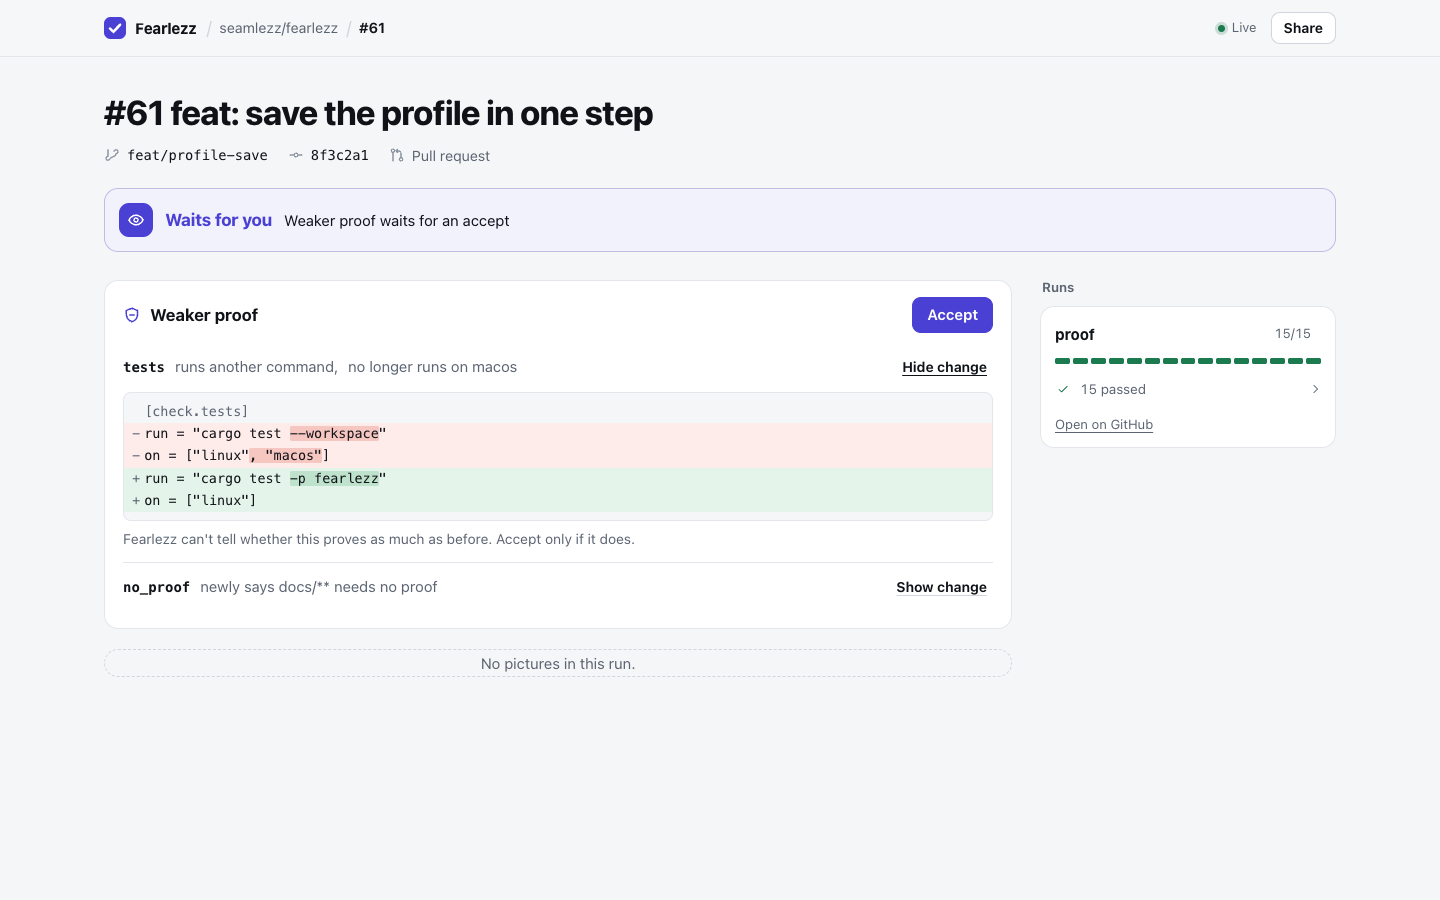 Fearlezz / seamlezz/fearlezz / #61
Live
Share
#61 feat: save the profile in one step
feat/profile-save
8f3c2a1
Pull request
Waits for you Weaker proof waits for an accept
Weaker proof
Accept
tests runs another command, no longer runs on macos
Hide change
[check.tests]
− run = "cargo test --workspace"
− on = ["linux", "macos"]
+ run = "cargo test -p fearlezz"
+ on = ["linux"]
Fearlezz can't tell whether this proves as much as before. Accept only if it does.
no_proof newly says docs/** needs no proof
Show change
No pictures in this run.
Runs
proof
15/15
15 passed
Open on GitHub